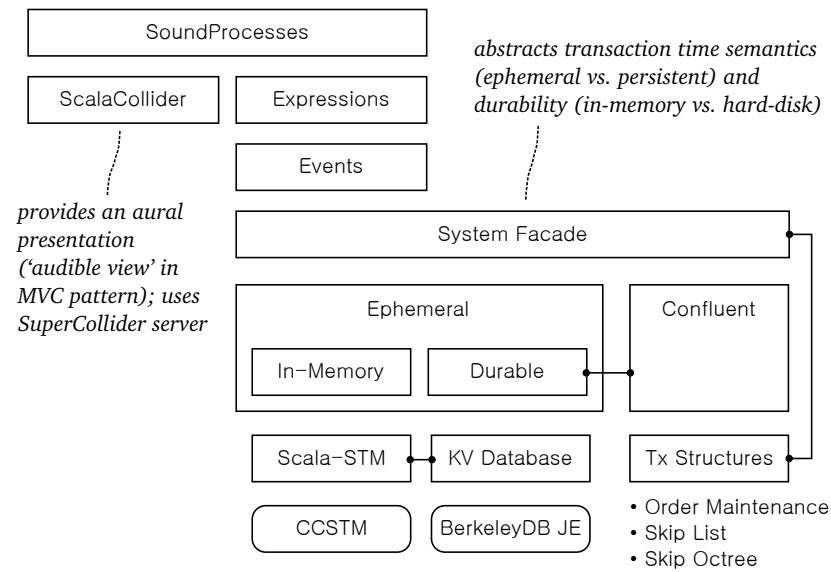 SoundProcesses
abstracts transaction time semantics
(ephemeral vs. persistent) and
durability (in-memory vs. hard-disk)
ScalaCollider
Expressions
Events
provides an aural
presentation
(‘audible view’ in
MVC pattern); uses
SuperCollider server
System Facade
Ephemeral
Confluent
In-Memory
Durable
Scala-STM
KV Database
Tx Structures
CCSTM
BerkeleyDB JE
• Order Maintenance
• Skip List
• Skip Octree